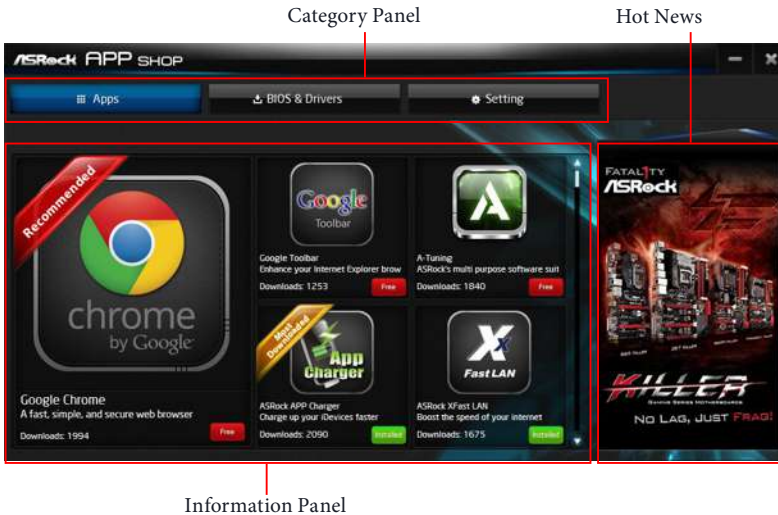 Category Panel
Hot News
ASRock APP SHOP
Apps
BIOS & Drivers
Setting
Recommended
chrome
by Google
Google Chrome
A fast, simple, and secure web browser
Downloads: 1994
Free
Google
Toolbar
Google Toolbar
Enhance your Internet Explorer brow
Downloads: 1253
Free
A
A-Tuning
ASRock's multi purpose software suit
Downloads: 1840
Free
Most
Downloaded
App
Charger
ASRock APP Charger
Charge up your iDevices faster
Downloads: 2090
Installed
X
Fast LAN
ASRock XFast LAN
Boost the speed of your internet
Downloads: 1675
Installed
FATAL1TY
ASRock
KILLER
GAMING SERIES MOTHERBOARDS
NO LAG, JUST FRAG!
Information Panel